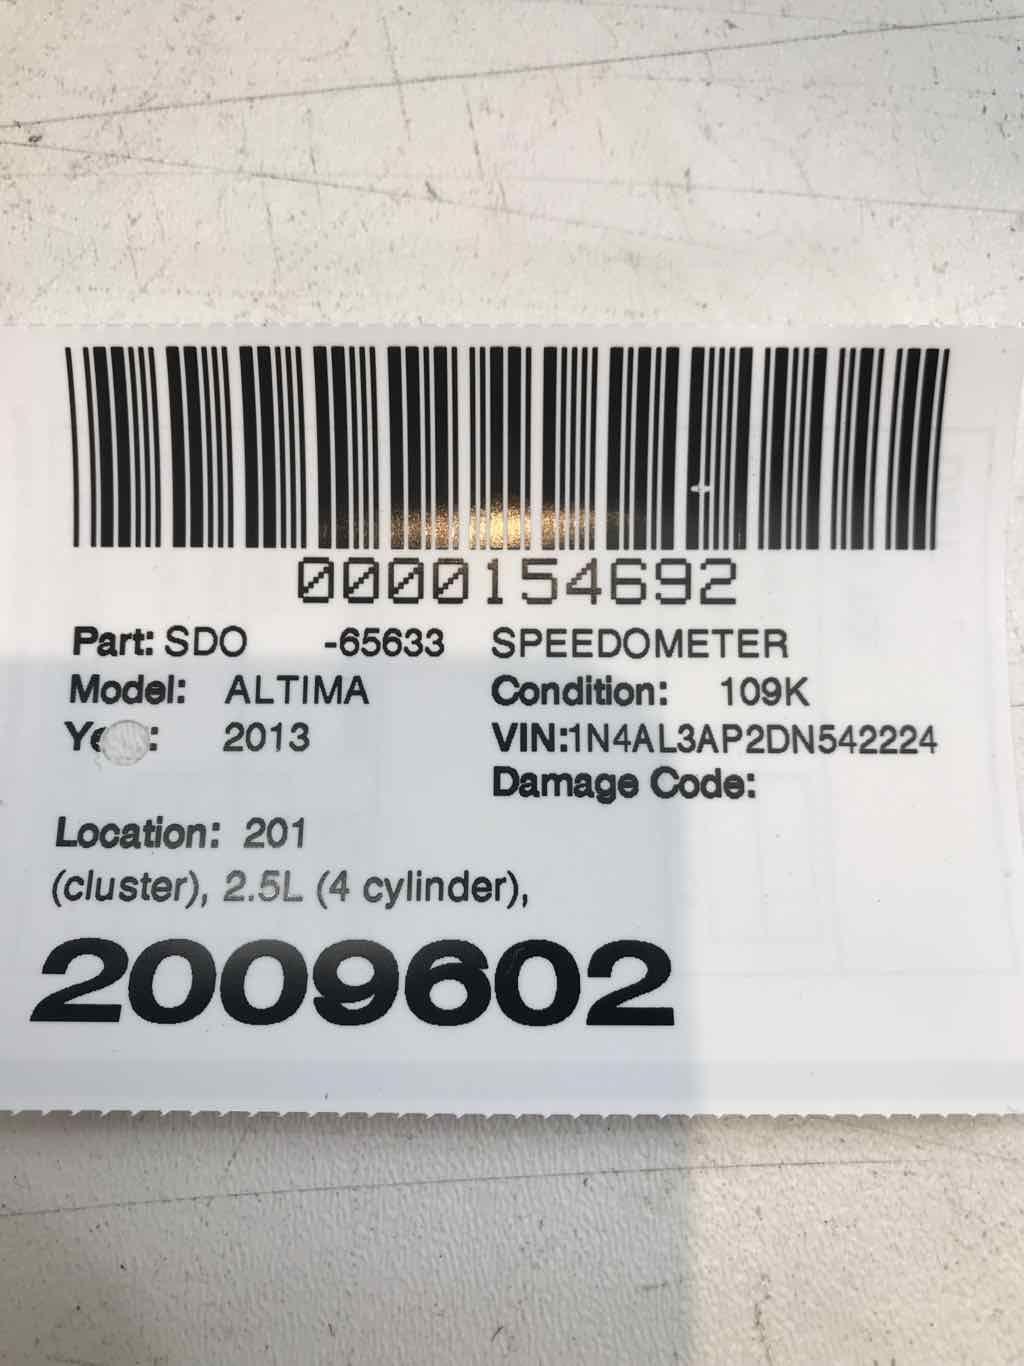 0000154692
Part: SDO -65633 SPEEDOMETER
Model: ALTIMA Condition: 109K
2013 VIN:1N4AL3AP2DN542224
Damage Code:
Location: 201
(cluster), 2.5L (4 cylinder),
2009602